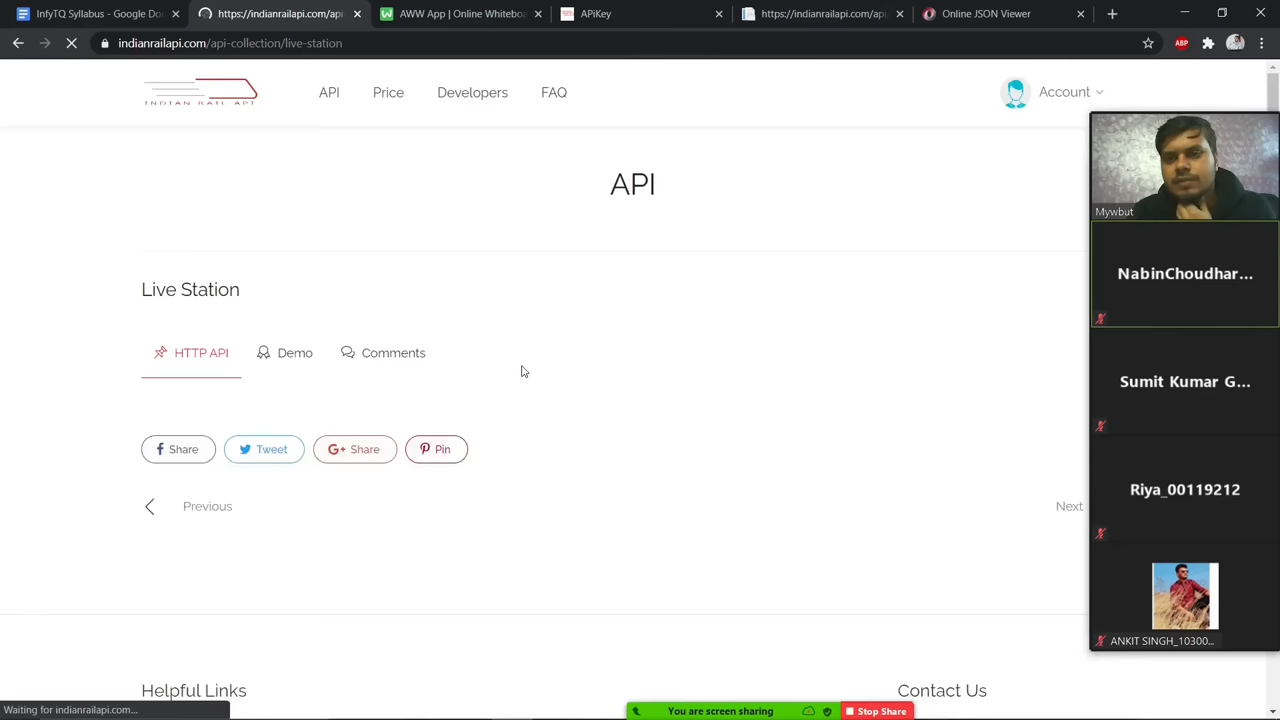 InfyTQ Syllabus - Google Do
https://indianrailapi.com/api
AWW App | Online Whiteboa
APiKey
https://indianrailapi.com/ap
Online JSON Viewer
indianrailapi.com/api-collection/live-station
ABP
INDIAN RAIL API
API
Price
Developers
FAQ
Account
API
Live Station
HTTP API
Demo
Comments
Share
Tweet
G+ Share
Pin
Previous
Next
Helpful Links
Contact Us
Mywbut
NabinChoudhar...
Sumit Kumar G...
Riya_00119212
ANKIT SINGH_10300...
Waiting for indianrailapi.com...
You are screen sharing
Stop Share